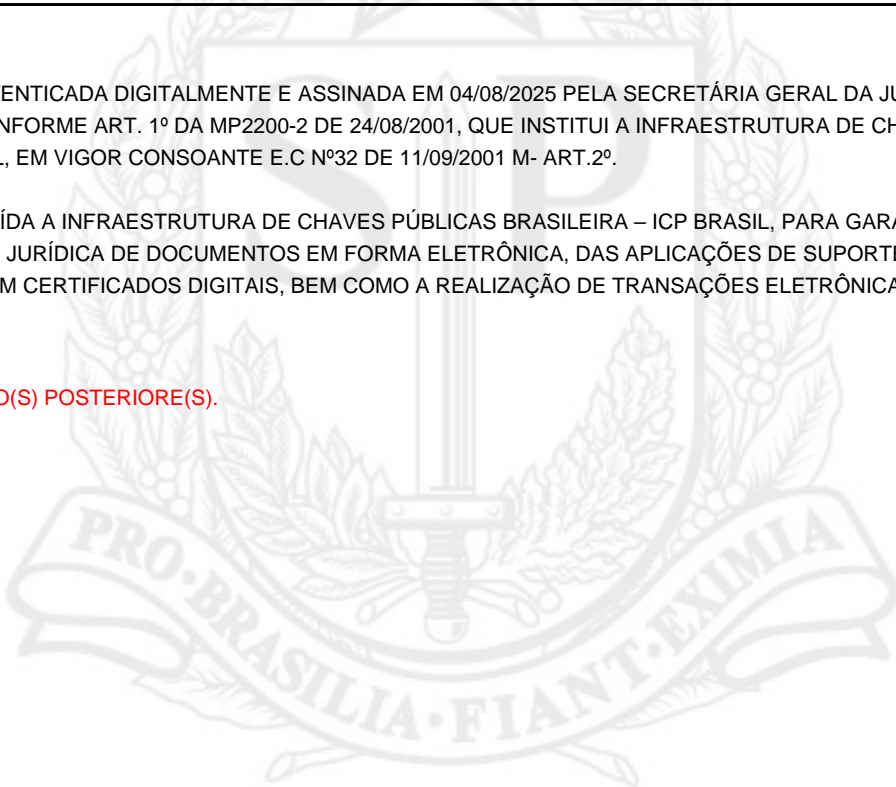 ENTICADA DIGITALMENTE E ASSINADA EM 04/08/2025 PELA SECRETÁRIA GERAL DA JU
NFORME ART. 1º DA MP2200-2 DE 24/08/2001, QUE INSTITUI A INFRAESTRUTURA DE CH
L, EM VIGOR CONSOANTE E.C Nº32 DE 11/09/2001 M- ART.2º.
ÍDA A INFRAESTRUTURA DE CHAVES PÚBLICAS BRASILEIRA – ICP BRASIL, PARA GARA
JURÍDICA DE DOCUMENTOS EM FORMA ELETRÔNICA, DAS APLICAÇÕES DE SUPORTE
M CERTIFICADOS DIGITAIS, BEM COMO A REALIZAÇÃO DE TRANSAÇÕES ELETRÔNICA
O(S) POSTERIORE(S).
SP
PRO·BRASILIA·FIANT·EXIMIA